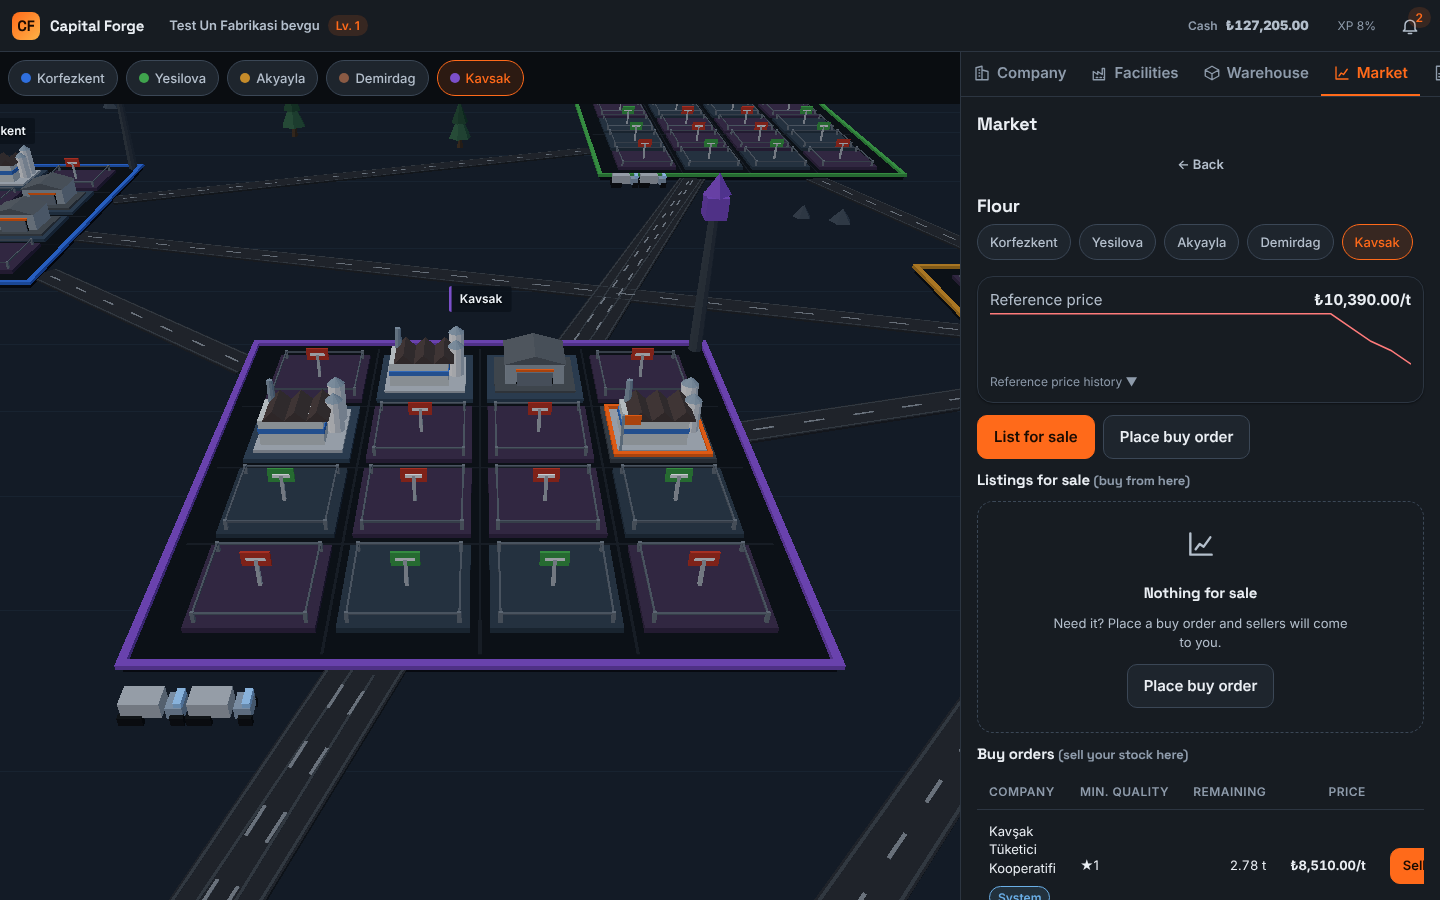 CF Capital Forge Test Un Fabrikasi bevgu Lv. 1 Cash ₺127,205.00 XP 8% 2
Korfezkent Yesilova Akyayla Demirdag Kavsak
Company Facilities Warehouse Market
kent
Kavsak
Market
← Back
Flour
Korfezkent Yesilova Akyayla Demirdag Kavsak
Reference price ₺10,390.00/t
Reference price history ▼
List for sale Place buy order
Listings for sale (buy from here)
Nothing for sale
Need it? Place a buy order and sellers will come
to you.
Place buy order
Buy orders (sell your stock here)
COMPANY MIN. QUALITY REMAINING PRICE
Kavşak
Tüketici
Kooperatifi ★1 2.78 t ₺8,510.00/t Sell
System